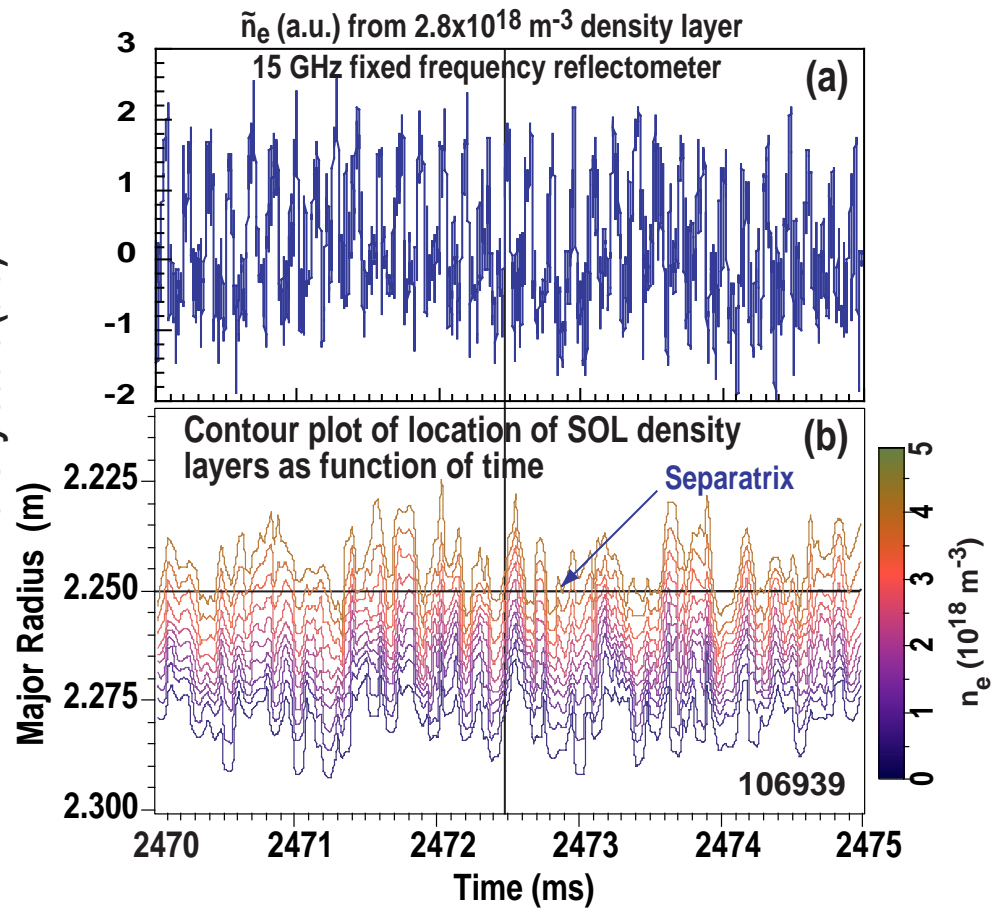 ñe (a.u.) from 2.8x10^18 m^-3 density layer
15 GHz fixed frequency reflectometer
(a)
3
2
1
0
-1
-2
Contour plot of location of SOL density
layers as function of time
(b)
Separatrix
Major Radius (m)
2.225
2.250
2.275
2.300
106939
2470 2471 2472 2473 2474 2475
Time (ms)
5
4
3
2
1
0
ne (10^18 m^-3)